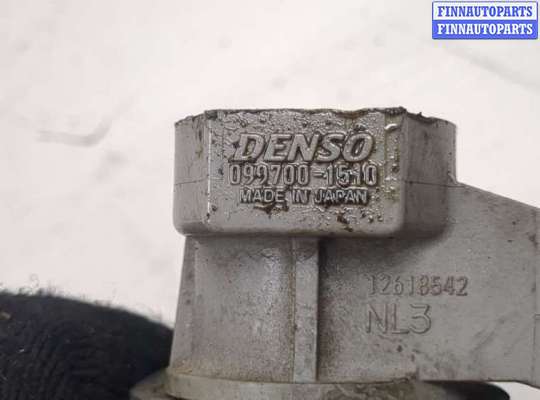 FINNAUTOPARTS
FINNAUTOPARTS
DENSO
099700-1510
MADE IN JAPAN
12618542
NL3